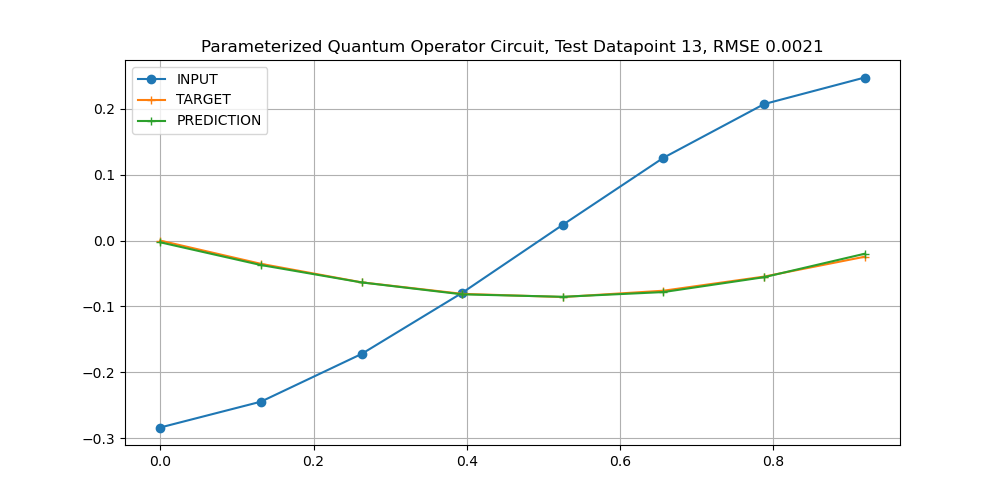 Parameterized Quantum Operator Circuit, Test Datapoint 13, RMSE 0.0021
INPUT
TARGET
PREDICTION
0.2
0.1
0.0
−0.1
−0.2
−0.3
0.0 0.2 0.4 0.6 0.8